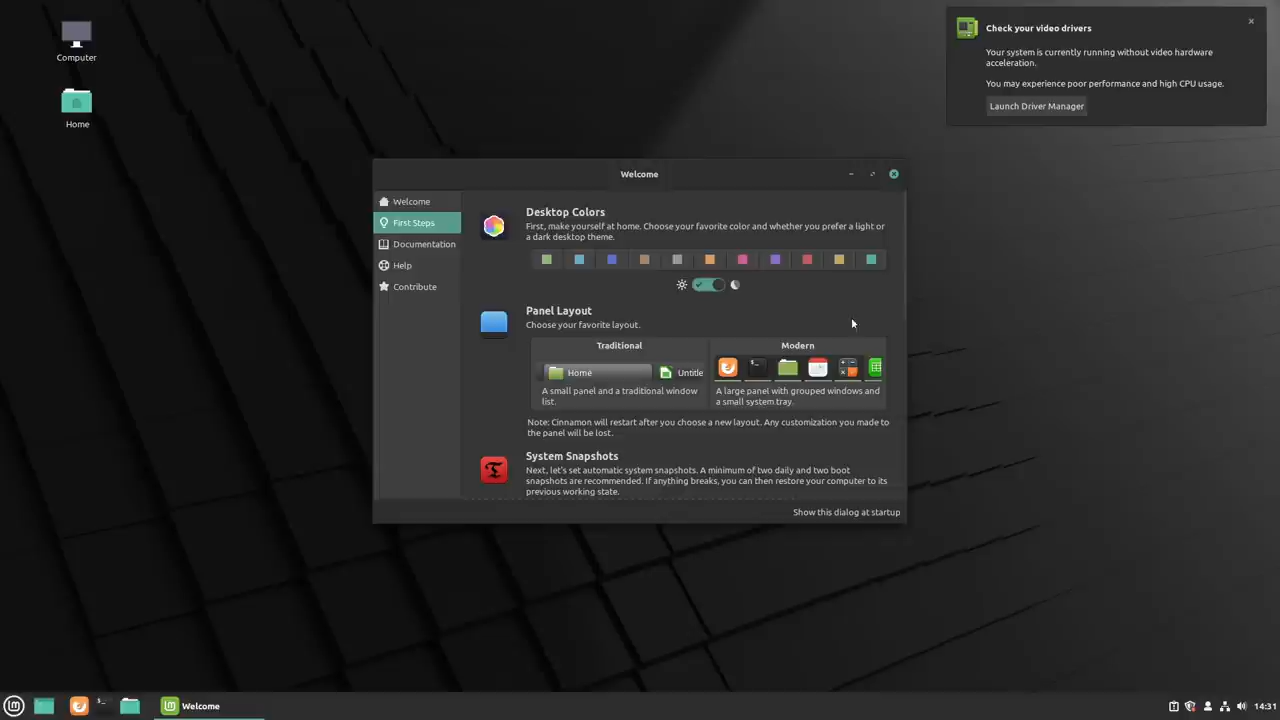 Computer
Home
Check your video drivers
Your system is currently running without video hardware
acceleration.
You may experience poor performance and high CPU usage.
Launch Driver Manager
Welcome
Welcome
First Steps
Documentation
Help
Contribute
Desktop Colors
First, make yourself at home. Choose your favorite color and whether you prefer a light or
a dark desktop theme.
Panel Layout
Choose your favorite layout.
Traditional
Home
Untitle
A small panel and a traditional window
list.
Modern
A large panel with grouped windows and
a small system tray.
Note: Cinnamon will restart after you choose a new layout. Any customization you made to
the panel will be lost.
System Snapshots
Next, let's set automatic system snapshots. A minimum of two daily and two boot
snapshots are recommended. If anything breaks, you can then restore your computer to its
previous working state.
Show this dialog at startup
Welcome
14:31